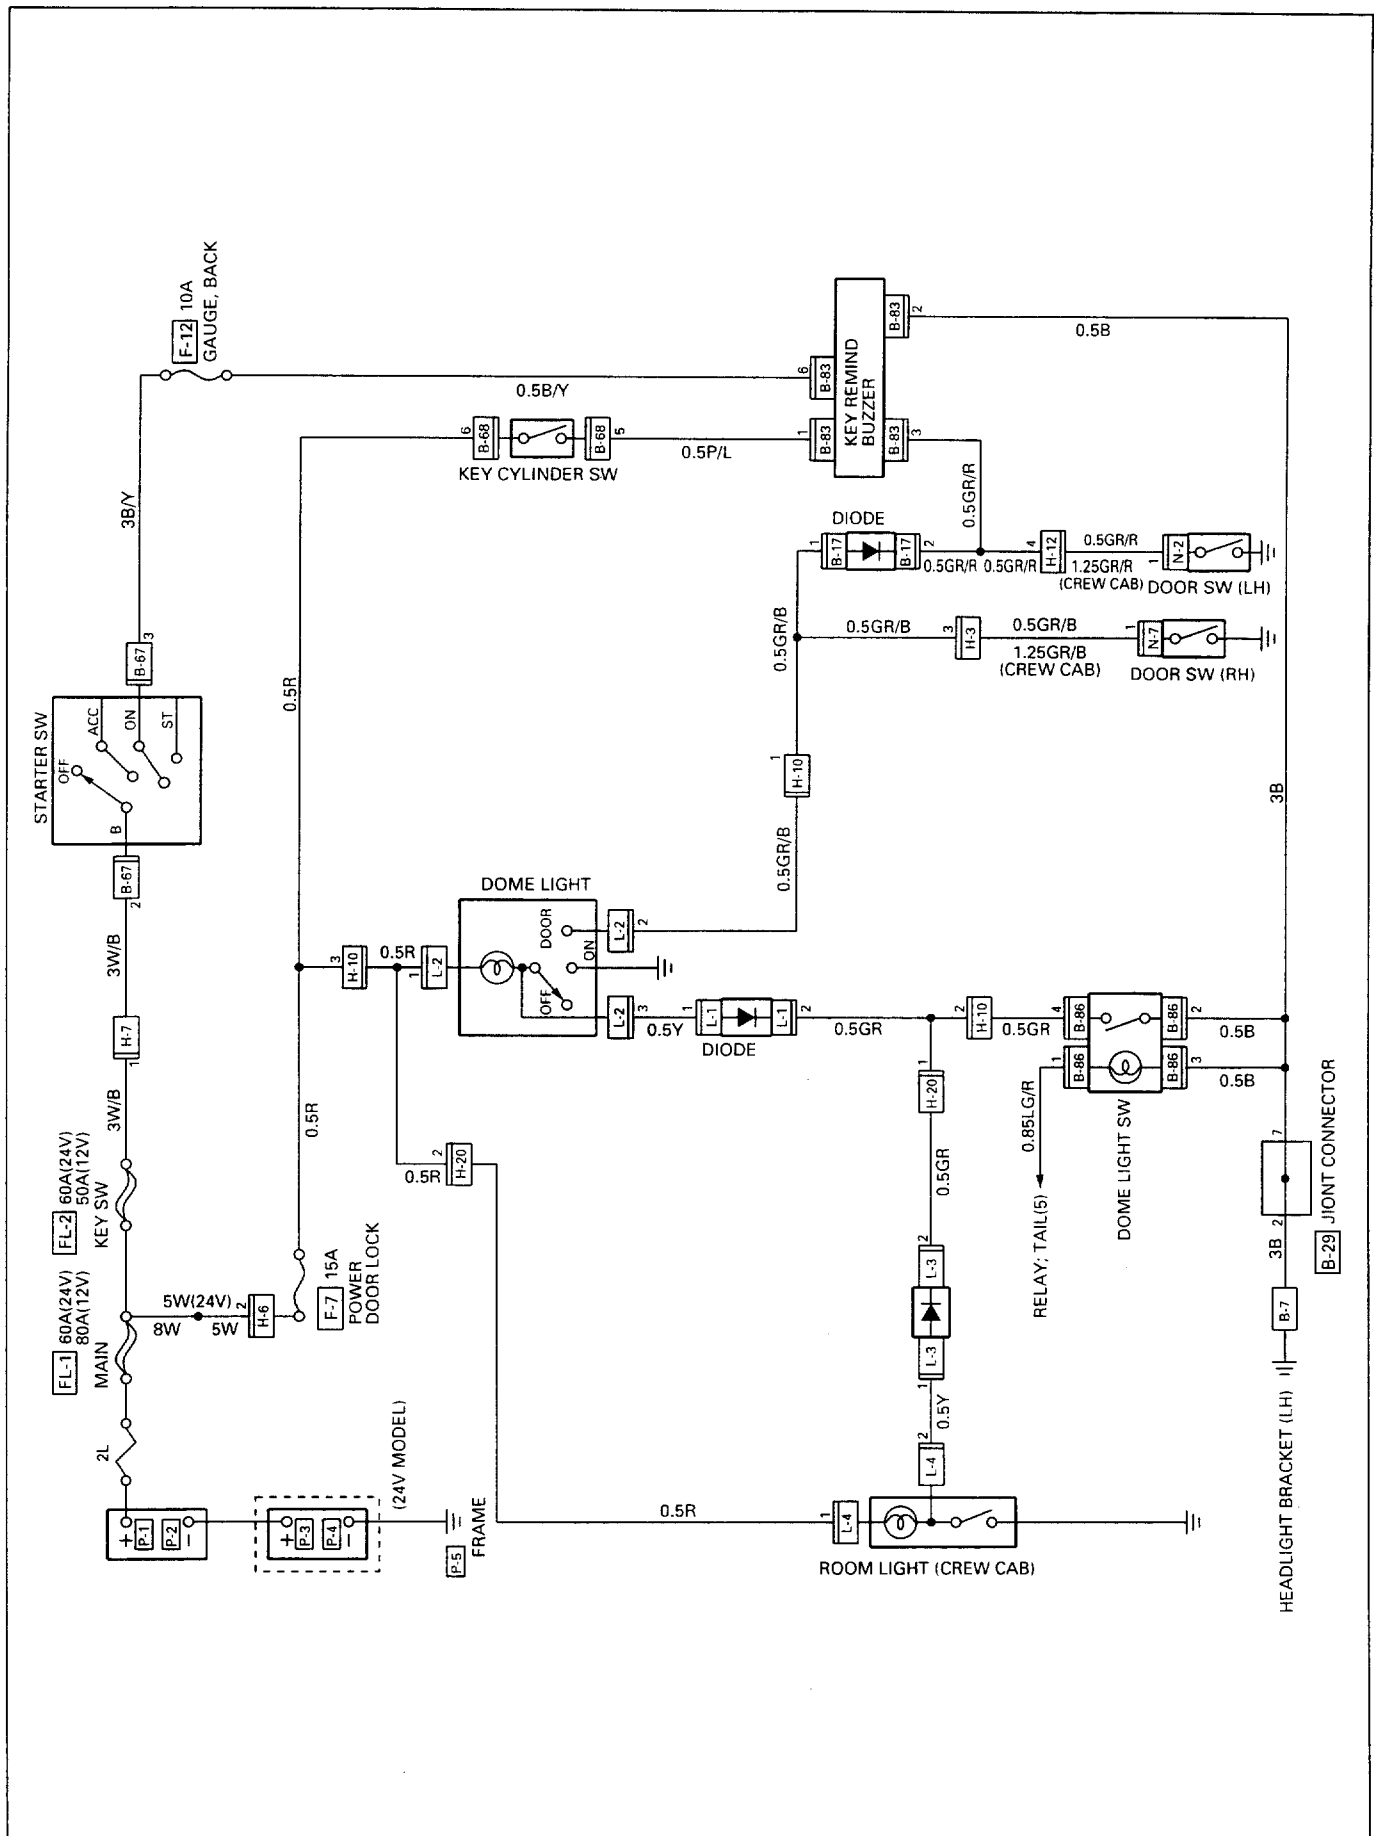 F-12 10A
GAUGE, BACK
3B/Y
0.5B/Y
6
B-83
KEY REMIND
BUZZER
B-83
2
0.5B
6
B-68
B-68
5
KEY CYLINDER SW
0.5P/L
1
B-83
B-83
3
0.5GR/R
DIODE
1
B-17
B-17
2
0.5GR/R
0.5GR/R
4
H-12
0.5GR/R
1.25GR/R
(CREW CAB)
1
N-2
DOOR SW (LH)
0.5GR/B
0.5GR/B
3
H-3
0.5GR/B
1.25GR/B
(CREW CAB)
1
N-7
DOOR SW (RH)
3
B-67
STARTER SW
OFF
ACC
ON
ST
B
B-67
2
3W/B
H-7
1
3W/B
0.5R
1
H-10
0.5GR/B
3B
DOME LIGHT
DOOR
ON
OFF
L-2
2
3
H-10
0.5R
1
L-2
L-2
3
0.5Y
1
L-1
L-1
2
DIODE
0.5GR
2
H-10
0.5GR
4
B-86
B-86
2
0.5B
1
B-86
B-86
3
0.5B
DOME LIGHT SW
0.85LG/R
RELAY; TAIL(5)
0.5R
0.5R
2
H-20
1
H-20
0.5GR
2
L-3
L-3
1
0.5Y
2
L-4
FL-2 60A(24V)
50A(12V)
KEY SW
FL-1 60A(24V)
80A(12V)
MAIN
5W(24V)
8W
5W
2
H-6
F-7 15A
POWER
DOOR LOCK
2L
+
P-1
P-2
−
+
P-3
P-4
−
(24V MODEL)
P-5 FRAME
0.5R
1
L-4
ROOM LIGHT (CREW CAB)
7
B-29 JIONT CONNECTOR
2
3B
B-7
HEADLIGHT BRACKET (LH)